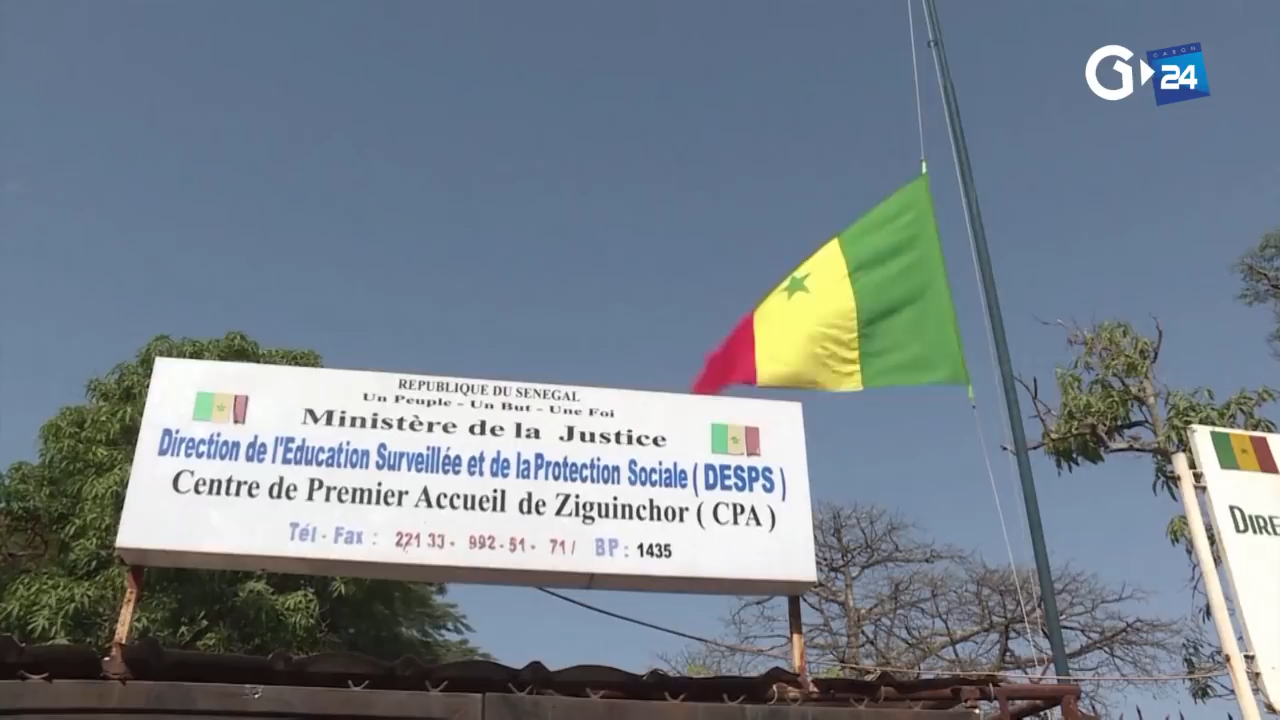 GABON
24
REPUBLIQUE DU SENEGAL
Un Peuple - Un But - Une Foi
Ministère de la Justice
Direction de l'Education Surveillée et de la Protection Sociale ( DESPS )
Centre de Premier Accueil de Ziguinchor ( CPA )
Tél - Fax : 221 33 - 992 - 51 - 71 / BP : 1435
DIRE